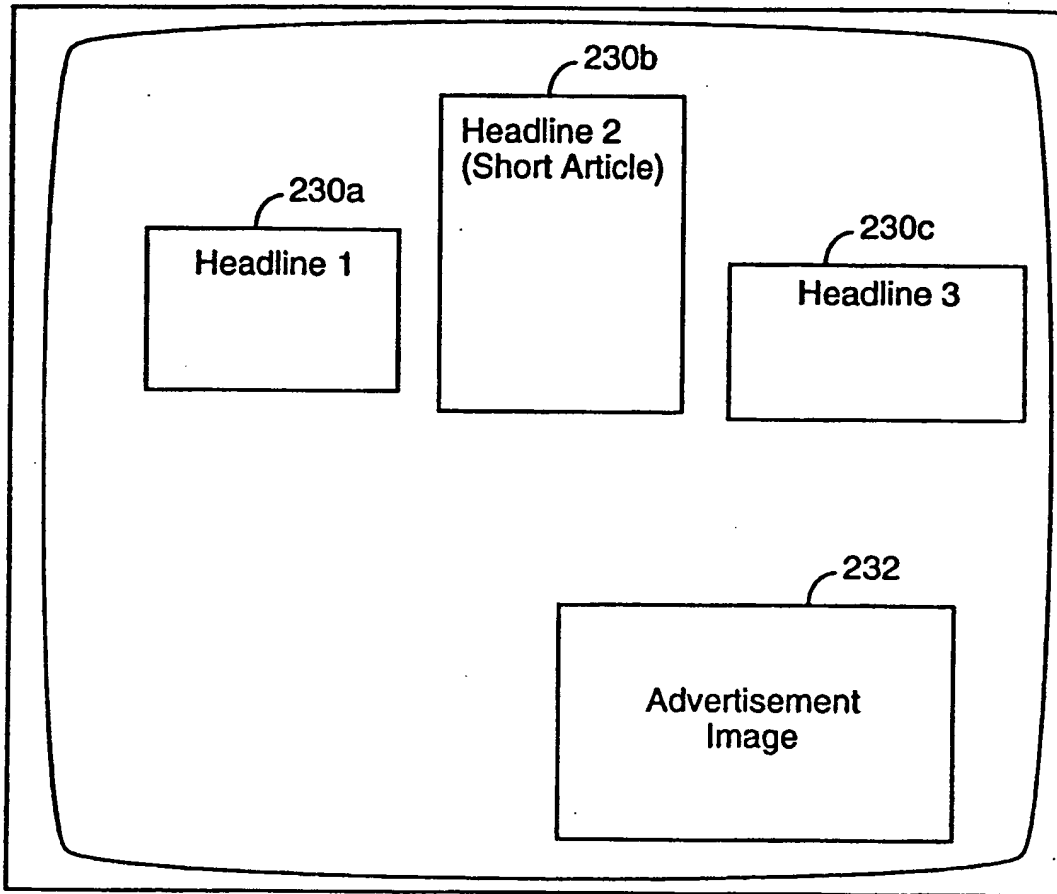 230b
Headline 2
(Short Article)
230a
Headline 1
230c
Headline 3
232
Advertisement
Image